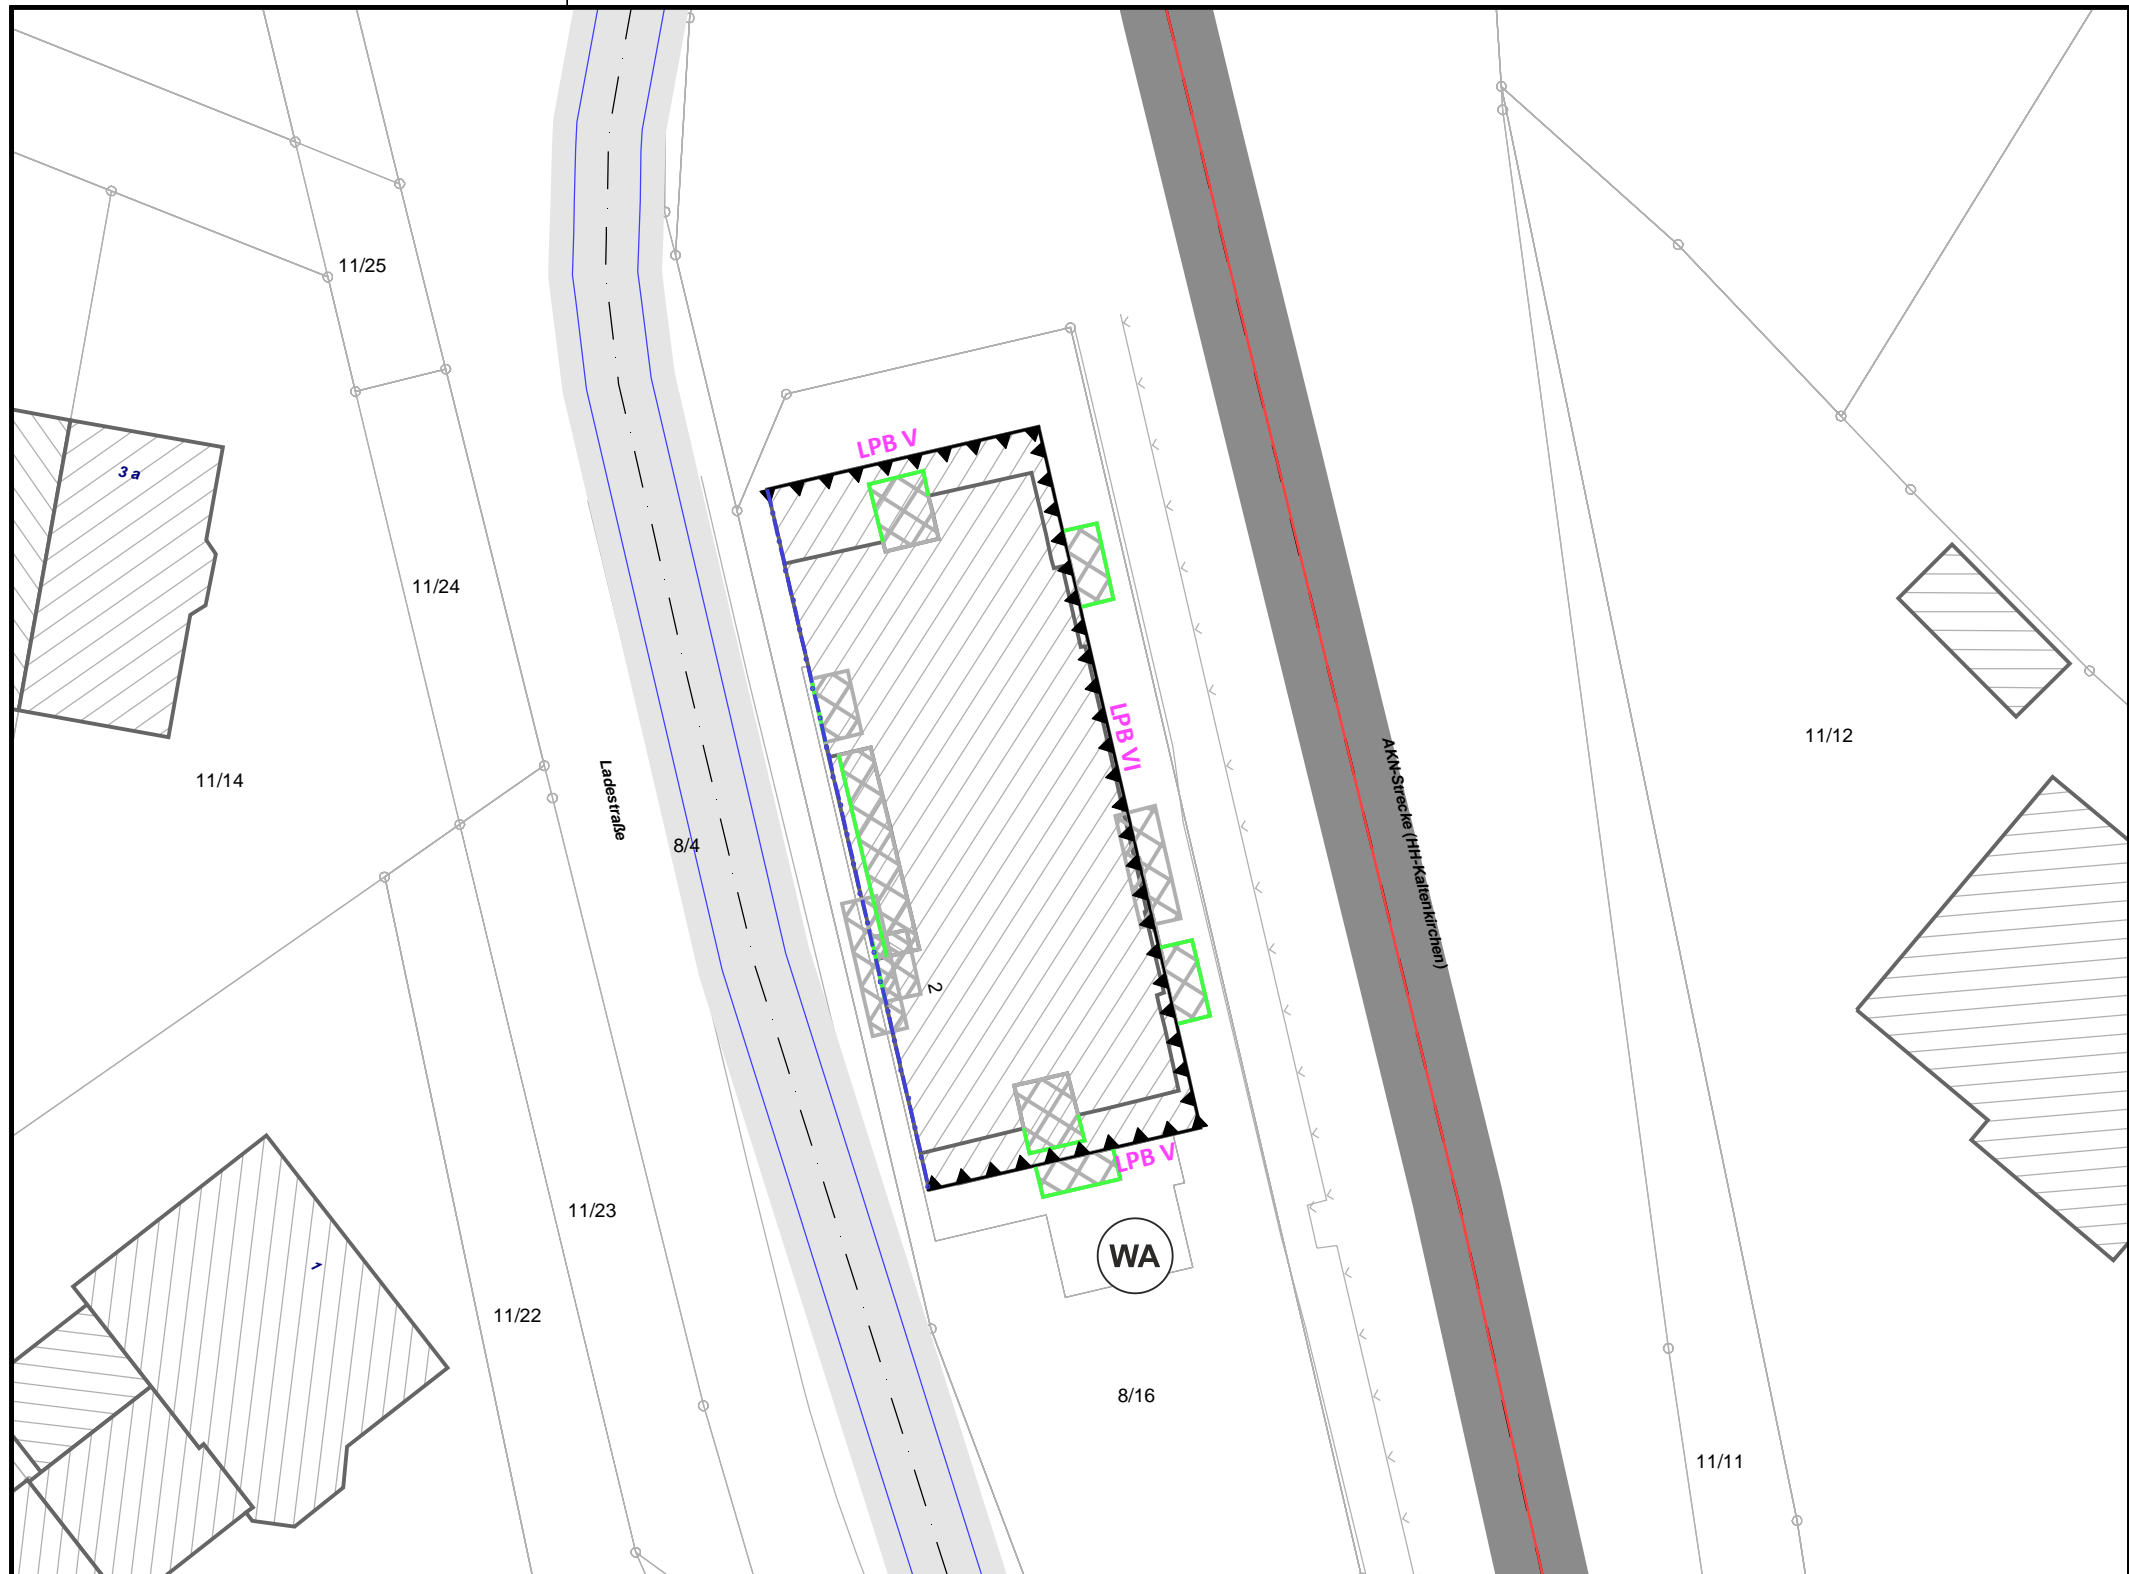 11/25
LPB V
3 a
11/24
LPB VI
11/12
AKN-Strecke (HH-Kaltenkirchen)
11/14
Ladestraße
8/4
2
LPB V
11/23
WA
1
11/22
8/16
11/11